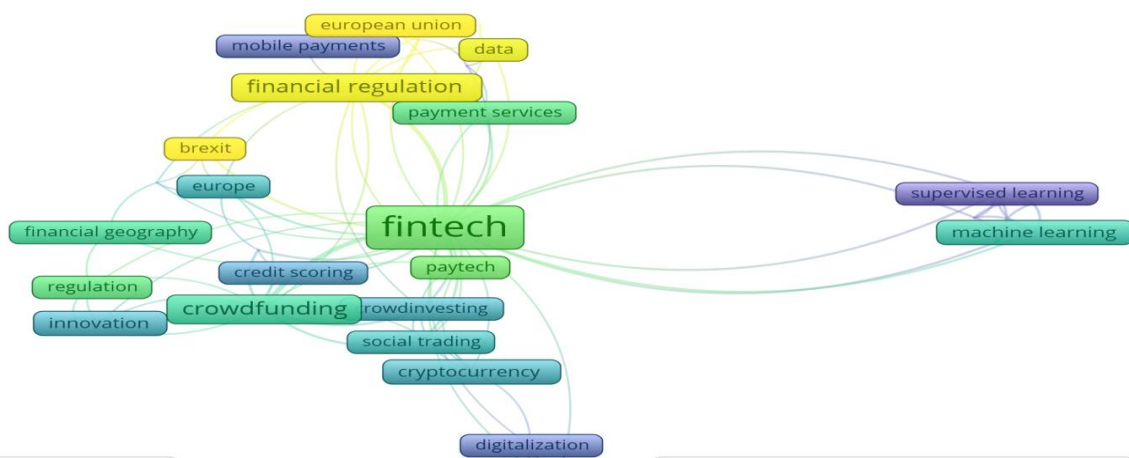 european union
mobile payments
data
financial regulation
payment services
brexit
europe
supervised learning
fintech
financial geography
machine learning
paytech
credit scoring
regulation
crowdfunding
crowdinvesting
innovation
social trading
cryptocurrency
digitalization